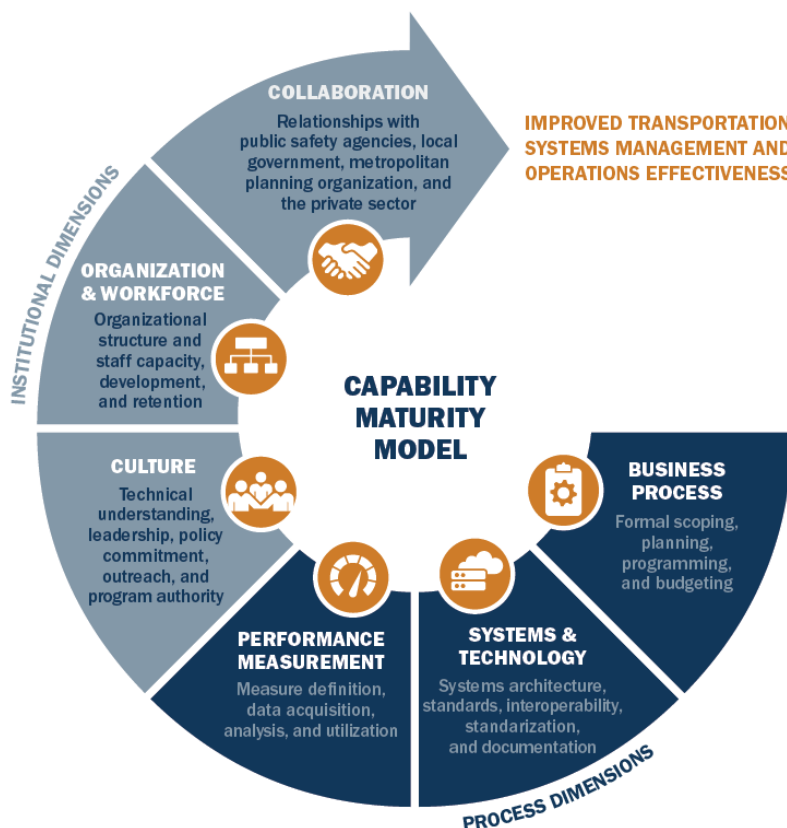 COLLABORATION
Relationships with
public safety agencies, local
government, metropolitan
planning organization, and
the private sector
IMPROVED TRANSPORTATION
SYSTEMS MANAGEMENT AND
OPERATIONS EFFECTIVENESS
INSTITUTIONAL DIMENSIONS
ORGANIZATION
& WORKFORCE
Organizational
structure and
staff capacity,
development,
and retention
CAPABILITY
MATURITY
MODEL
CULTURE
Technical
understanding,
leadership, policy
commitment,
outreach, and
program authority
BUSINESS
PROCESS
Formal scoping,
planning,
programming,
and budgeting
PERFORMANCE
MEASUREMENT
Measure definition,
data acquisition,
analysis, and utilization
SYSTEMS &
TECHNOLOGY
Systems architecture,
standards, interoperability,
standarization,
and documentation
PROCESS DIMENSIONS